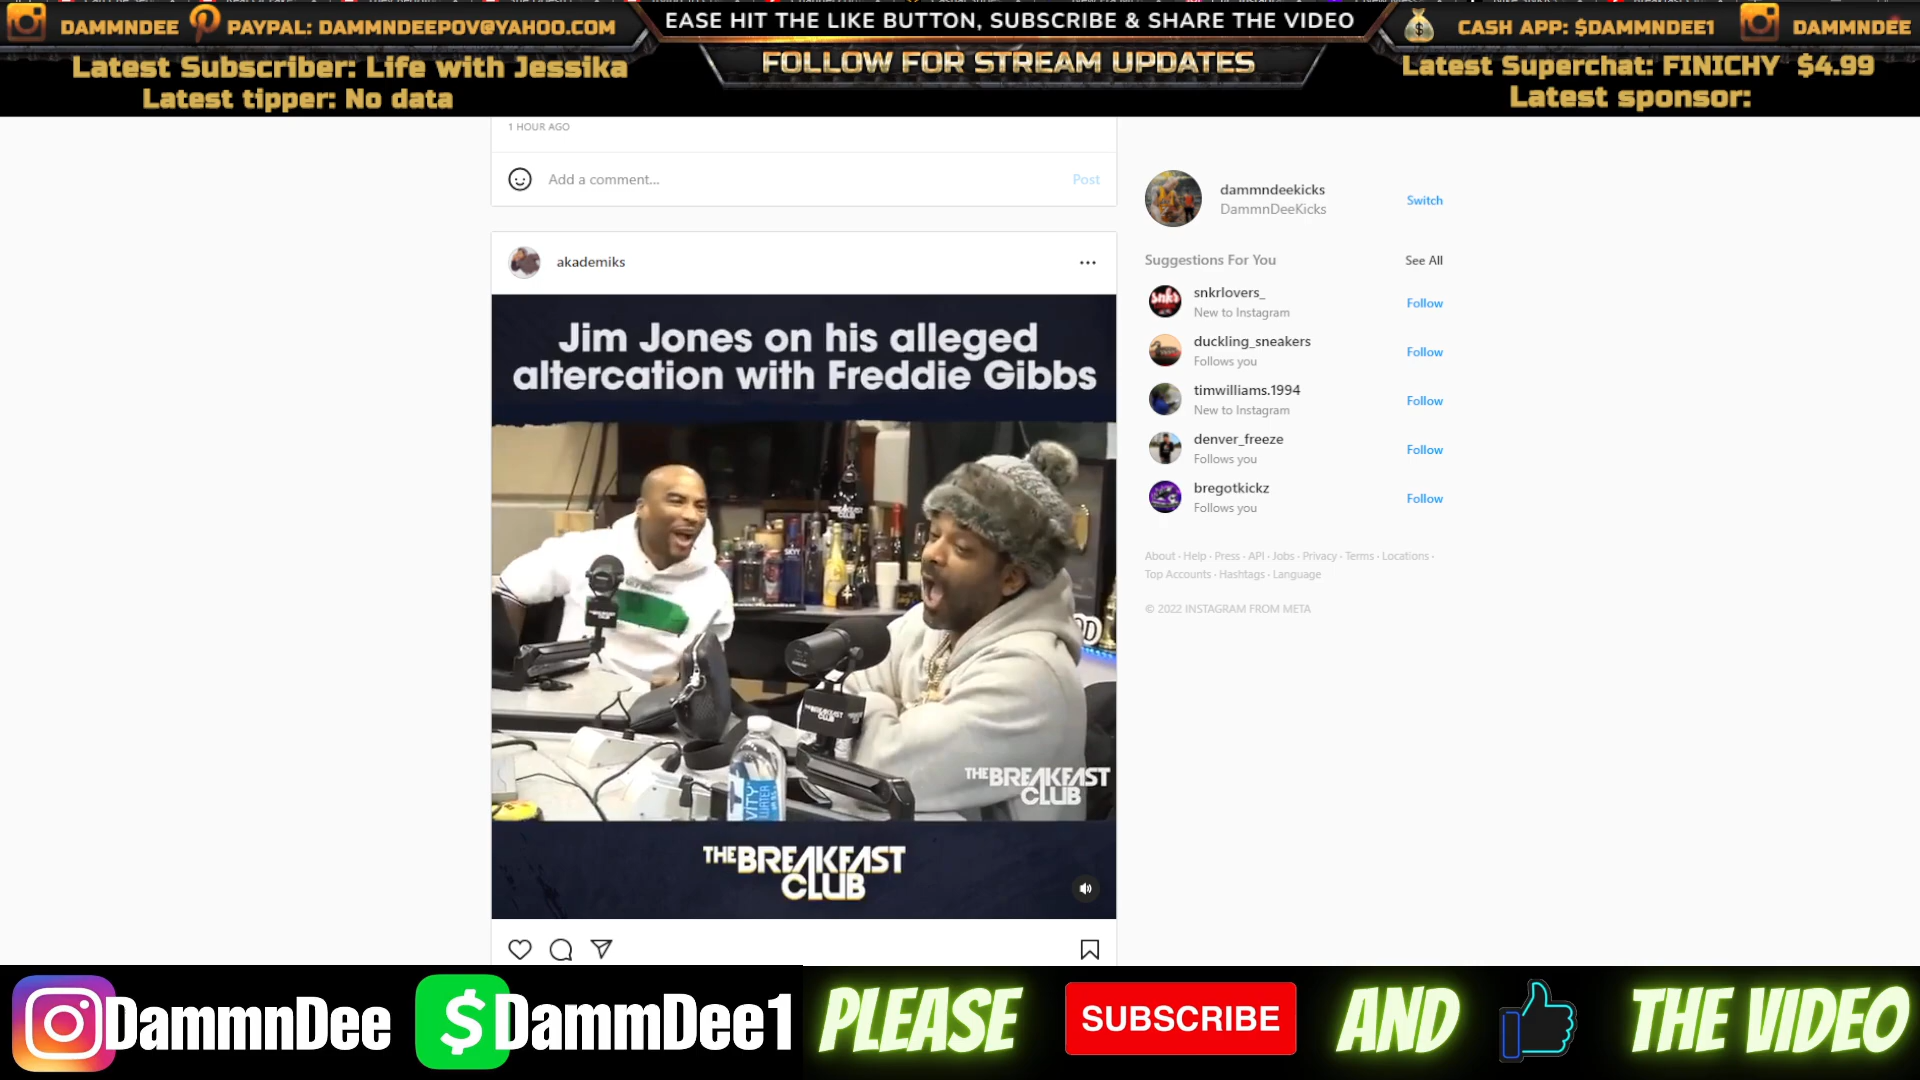 DAMMNDEE
PAYPAL: DAMMNDEEPOV@YAHOO.COM
EASE HIT THE LIKE BUTTON, SUBSCRIBE & SHARE THE VIDEO
CASH APP: $DAMMNDEE1
DAMMNDEE
Latest Subscriber: Life with Jessika
Latest tipper: No data
FOLLOW FOR STREAM UPDATES
Latest Superchat: FINICHY $4.99
Latest sponsor:
1 HOUR AGO
Add a comment...
Post
akademiks
Jim Jones on his alleged
altercation with Freddie Gibbs
SKYY
THE BREAKFAST
CLUB
THE BREAKFAST
CLUB
dammndeekicks
DammnDeeKicks
Switch
Suggestions For You
See All
snkrlovers_
New to Instagram
Follow
duckling_sneakers
Follows you
Follow
timwilliams.1994
New to Instagram
Follow
denver_freeze
Follows you
Follow
bregotkickz
Follows you
Follow
About · Help · Press · API · Jobs · Privacy · Terms · Locations ·
Top Accounts · Hashtags · Language
© 2022 INSTAGRAM FROM META
DammnDee
$DammDee1
PLEASE
SUBSCRIBE
AND
THE VIDEO